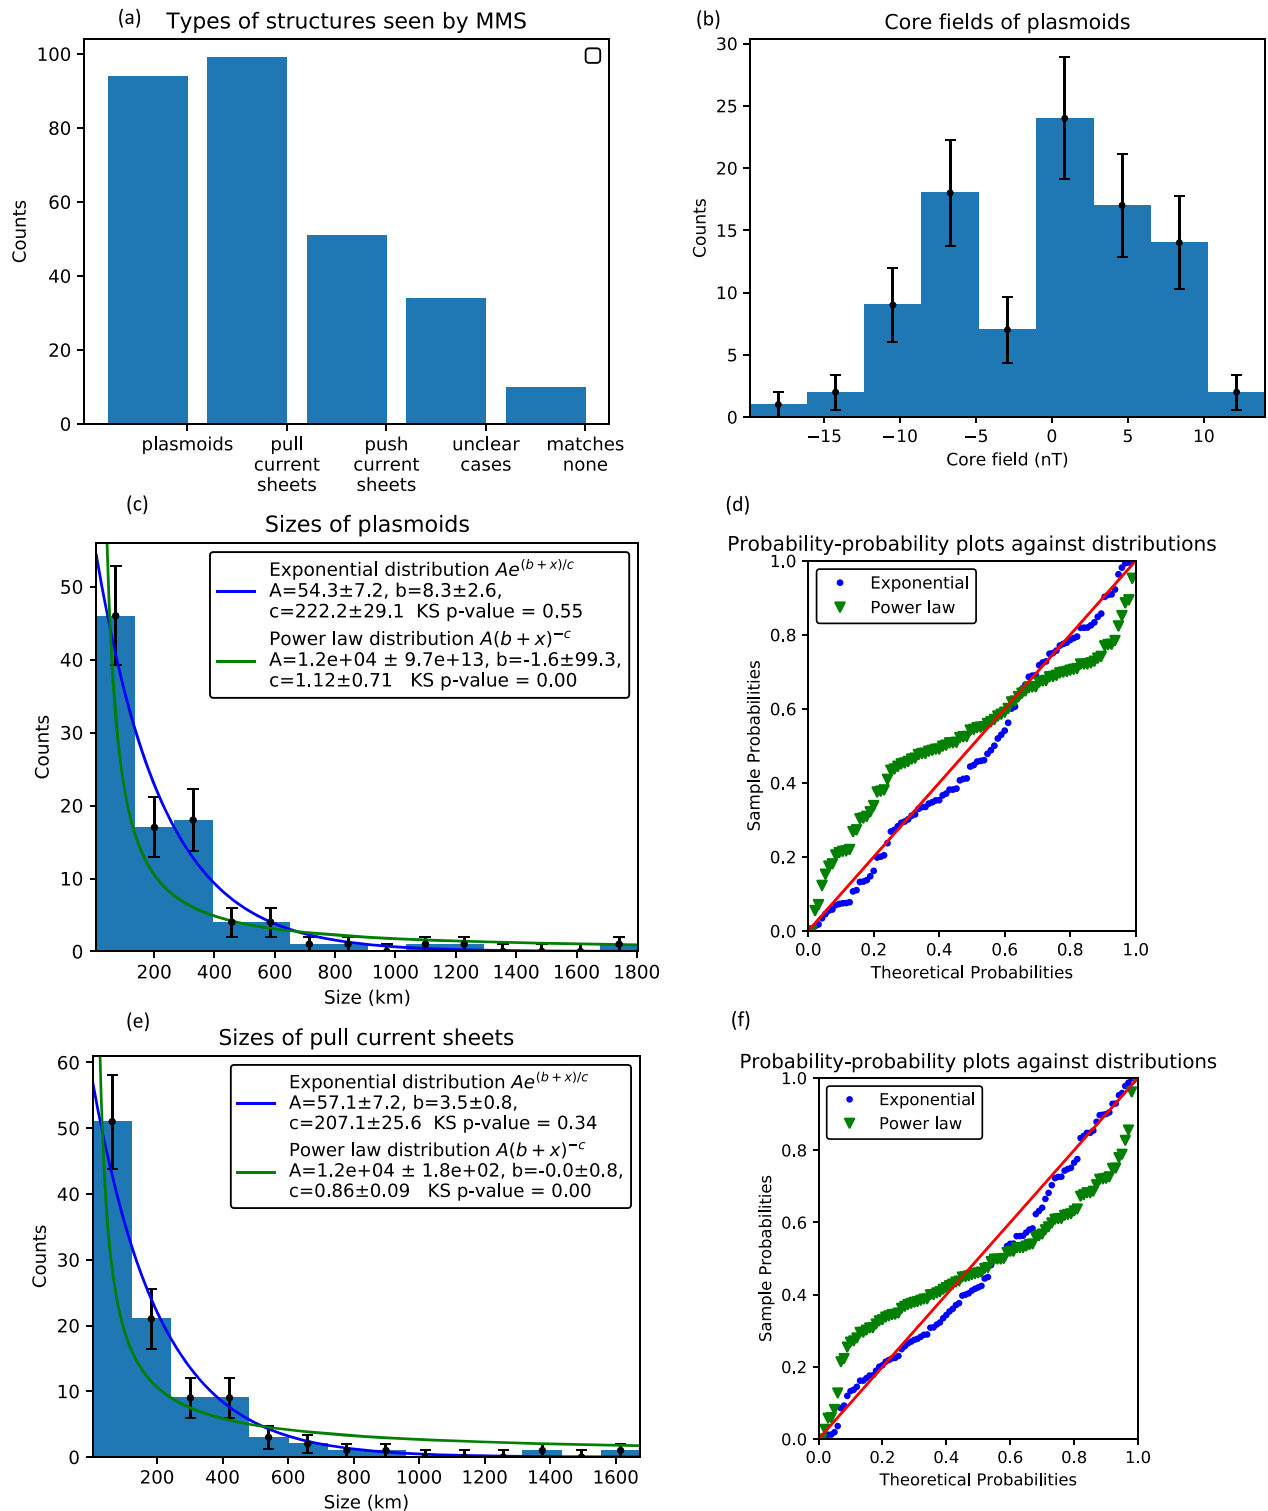 (a)
Types of structures seen by MMS
100
80
60
40
20
0
Counts
plasmoids
pull
current
sheets
push
current
sheets
unclear
cases
matches
none
(b)
Core fields of plasmoids
30
25
20
15
10
5
0
Counts
−15
−10
−5
0
5
10
Core field (nT)
(c)
Sizes of plasmoids
50
40
30
20
10
0
Counts
Exponential distribution Ae^{(b+x)/c}
A=54.3±7.2, b=8.3±2.6,
c=222.2±29.1  KS p-value = 0.55
Power law distribution A(b+x)^{−c}
A=1.2e+04 ± 9.7e+13, b=-1.6±99.3,
c=1.12±0.71   KS p-value = 0.00
200
400
600
800
1000
1200
1400
1600
1800
Size (km)
(d)
Probability-probability plots against distributions
1.0
0.8
0.6
0.4
0.2
0.0
Sample Probabilities
Exponential
Power law
0.0
0.2
0.4
0.6
0.8
1.0
Theoretical Probabilities
(e)
Sizes of pull current sheets
60
50
40
30
20
10
0
Counts
Exponential distribution Ae^{(b+x)/c}
A=57.1±7.2, b=3.5±0.8,
c=207.1±25.6  KS p-value = 0.34
Power law distribution A(b+x)^{−c}
A=1.2e+04 ± 1.8e+02, b=-0.0±0.8,
c=0.86±0.09   KS p-value = 0.00
200
400
600
800
1000
1200
1400
1600
Size (km)
(f)
Probability-probability plots against distributions
1.0
0.8
0.6
0.4
0.2
0.0
Sample Probabilities
Exponential
Power law
0.0
0.2
0.4
0.6
0.8
1.0
Theoretical Probabilities